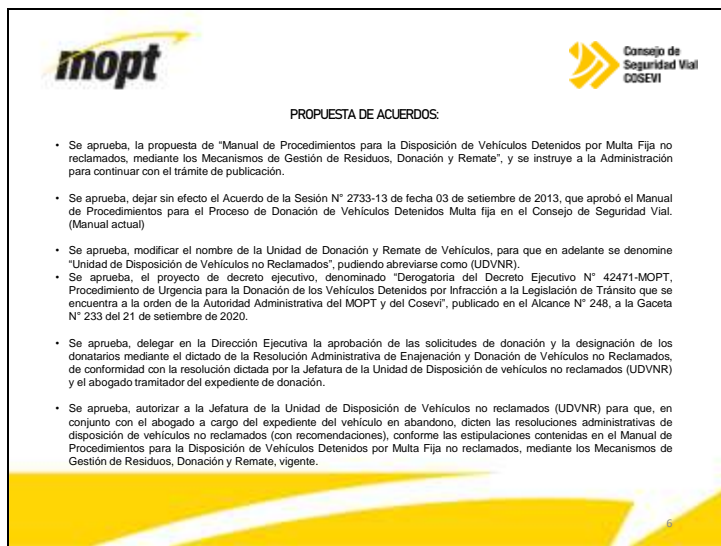 mopt
Consejo de
Seguridad Vial
COSEVI
PROPUESTA DE ACUERDOS:
• Se aprueba, la propuesta de “Manual de Procedimientos para la Disposición de Vehículos Detenidos por Multa Fija no
reclamados, mediante los Mecanismos de Gestión de Residuos, Donación y Remate”, y se instruye a la Administración
para continuar con el trámite de publicación.
• Se aprueba, dejar sin efecto el Acuerdo de la Sesión N° 2733-13 de fecha 03 de setiembre de 2013, que aprobó el Manual
de Procedimientos para el Proceso de Donación de Vehículos Detenidos Multa fija en el Consejo de Seguridad Vial.
(Manual actual)
• Se aprueba, modificar el nombre de la Unidad de Donación y Remate de Vehículos, para que en adelante se denomine
“Unidad de Disposición de Vehículos no Reclamados”, pudiendo abreviarse como (UDVNR).
• Se aprueba, el proyecto de decreto ejecutivo, denominado “Derogatoria del Decreto Ejecutivo N° 42471-MOPT,
Procedimiento de Urgencia para la Donación de los Vehículos Detenidos por Infracción a la Legislación de Tránsito que se
encuentra a la orden de la Autoridad Administrativa del MOPT y del Cosevi”, publicado en el Alcance N° 248, a la Gaceta
N° 233 del 21 de setiembre de 2020.
• Se aprueba, delegar en la Dirección Ejecutiva la aprobación de las solicitudes de donación y la designación de los
donatarios mediante el dictado de la Resolución Administrativa de Enajenación y Donación de Vehículos no Reclamados,
de conformidad con la resolución dictada por la Jefatura de la Unidad de Disposición de vehículos no reclamados (UDVNR)
y el abogado tramitador del expediente de donación.
• Se aprueba, autorizar a la Jefatura de la Unidad de Disposición de Vehículos no reclamados (UDVNR) para que, en
conjunto con el abogado a cargo del expediente del vehículo en abandono, dicten las resoluciones administrativas de
disposición de vehículos no reclamados (con recomendaciones), conforme las estipulaciones contenidas en el Manual de
Procedimientos para la Disposición de Vehículos Detenidos por Multa Fija no reclamados, mediante los Mecanismos de
Gestión de Residuos, Donación y Remate, vigente.
6